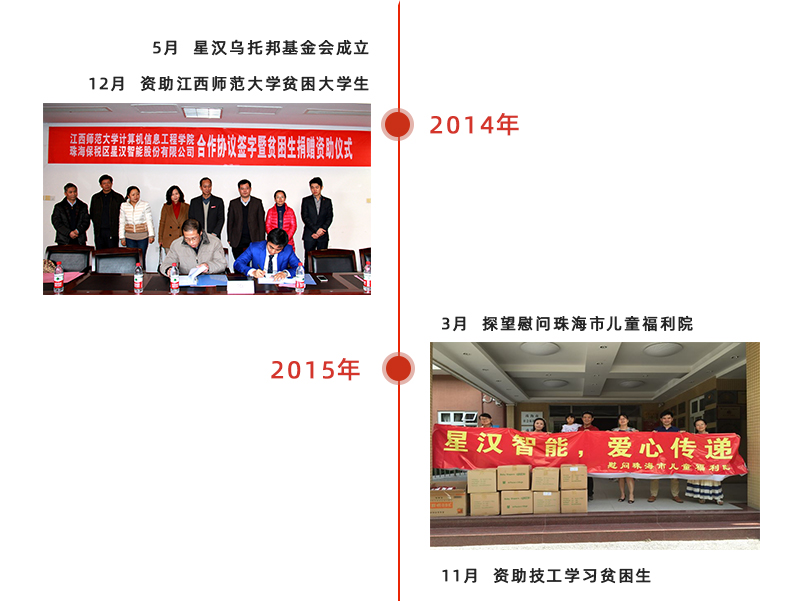 5月 星汉乌托邦基金会成立
12月 资助江西师范大学贫困大学生
江西师范大学计算机信息工程学院
珠海保税区星汉智能股份有限公司
合作协议签字暨贫困生捐赠资助仪式
2014年
3月 探望慰问珠海市儿童福利院
2015年
星汉智能，爱心传递
慰问珠海市儿童福利
11月 资助技工学习贫困生